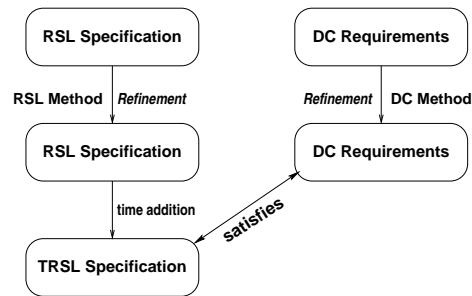 RSL Specification
DC Requirements
RSL Method
Refinement
Refinement
DC Method
RSL Specification
DC Requirements
time addition
satisfies
TRSL Specification